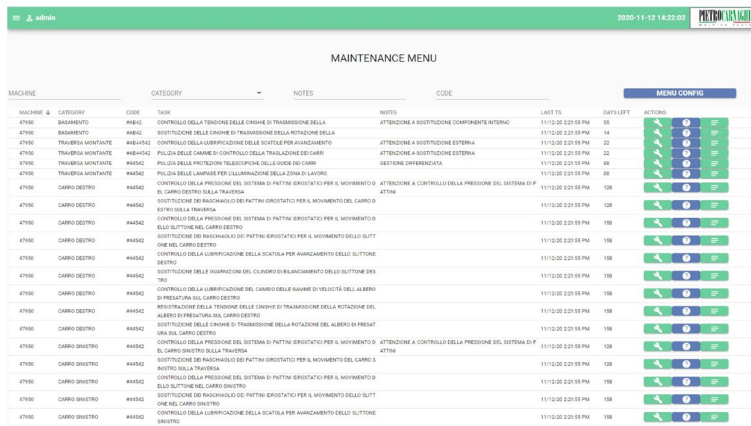 admin
2020-11-12 14:22:02
PIETRO CARNAGHI
MAINTENANCE MENU
MACHINE CATEGORY NOTES CODE MENU CONFIG
MACHINE CATEGORY CODE TASK NOTES LAST TS DAYS LEFT ACTIONS
47950 BASAMENTO #AB42 CONTROLLO DELLA TENSIONE DELLE CINGHIE DI TRASMISSIONE DELLA ATTENZIONE A SOSTITUZIONE COMPONENTE INTERNO 11/12/20 2:21:55 PM 55
47950 BASAMENTO #AB42 SOSTITUZIONE DELLE CINGHIE DI TRASMISSIONE ROTAZIONE DELLA 11/12/20 2:21:55 PM 14
47950 TRAVERSA MONTANTE #AB44542 CONTROLLO DELLA LUBRIFICAZIONE DELLE SCATOLE PER AVANZAMENTO ATTENZIONE A SOSTITUZIONE ESTERNA 11/12/20 2:21:55 PM 22
47950 TRAVERSA MONTANTE #AB44542 PULIZIA DELLE CAMME DI CONTROLLO DELLA TRASLAZIONE DEI CARRI ATTENZIONE A SOSTITUZIONE ESTERNA 11/12/20 2:21:55 PM 22
47950 TRAVERSA MONTANTE #44542 PULIZIA DELLE PROTEZIONI TELESCOPICHE DELLE GUIDE DEI CARRI GESTIONE DIFFERENZIATA 11/12/20 2:21:55 PM 68
47950 TRAVERSA MONTANTE #44542 PULIZIA DELLE LAMPADE PER L'ILLUMINAZIONE DELLA ZONA DI LAVORO 11/12/20 2:21:55 PM 68
CONTROLLO DELLA PRESSIONE DEL SISTEMA DI PATTINI IDROSTATICI PER IL MOVIMENTO D ATTENZIONE A CONTROLLO DELLA PRESSIONE DEL SISTEMA DI P
47950 CARRO DESTRO #44542 11/12/20 2:21:55 PM 128
EL CARRO DESTRO SULLA TRAVERSA ATTINI
SOSTITUZIONE DEI RASCHIAOLIO DEI PATTINI IDROSTATICI PER IL MOVIMENTO DEL CARRO D
47950 CARRO DESTRO #44542 11/12/20 2:21:55 PM 128
ESTRO SULLA TRAVERSA
CONTROLLO DELLA PRESSIONE DEL SISTEMA DI PATTINI IDROSTATICI PER IL MOVIMENTO D
47950 CARRO DESTRO #44542 11/12/20 2:21:55 PM 158
ELLO SLITTONE NEL CARRO DESTRO
SOSTITUZIONE DEI RASCHIAOLIO DEI PATTINI IDROSTATICI PER IL MOVIMENTO DELLO SLITT
47950 CARRO DESTRO #44542 11/12/20 2:21:55 PM 158
ONE NEL CARRO DESTRO
CONTROLLO DELLA LUBRIFICAZIONE DELLA SCATOLA PER AVANZAMENTO DELLO SLITTONE
47950 CARRO DESTRO #44542 11/12/20 2:21:55 PM 158
DESTRO
SOSTITUZIONE DELLE GUARNIZIONI DEL CILINDRO DI BILANCIAMENTO DELLO SLITTONE DES
47950 CARRO DESTRO #44542 11/12/20 2:21:55 PM 158
TRO
CONTROLLO DELLA LUBRIFICAZIONE DEL CAMBIO DELLE GAMME DI VELOCITÀ DELL ALBERO
47950 CARRO DESTRO #44542 11/12/20 2:21:55 PM 158
DI FRESATURA SUL CARRO DESTRO
REGISTRAZIONE DELLA TENSIONE DELLE CINGHIE DI TRASMISSIONE DELLA ROTAZIONE DEL
47950 CARRO DESTRO #44542 11/12/20 2:21:55 PM 158
ALBERO DI FRESATURA SUL CARRO DESTRO
SOSTITUZIONE DELLE CINGHIE DI TRASMISSIONE DELLA ROTAZIONE DEL ALBERO DI FRESAT
47950 CARRO DESTRO #44542 11/12/20 2:21:55 PM 158
URA SUL CARRO DESTRO
CONTROLLO DELLA PRESSIONE DEL SISTEMA DI PATTINI IDROSTATICI PER IL MOVIMENTO D ATTENZIONE A CONTROLLO DELLA PRESSIONE DEL SISTEMA DI P
47950 CARRO SINISTRO #44542 11/12/20 2:21:55 PM 128
EL CARRO SINISTRO SULLA TRAVERSA ATTINI
SOSTITUZIONE DEI RASCHIAOLIO DEI PATTINI IDROSTATICI PER IL MOVIMENTO DEL CARRO S
47950 CARRO SINISTRO #44542 11/12/20 2:21:55 PM 128
INISTRO SULLA TRAVERSA
CONTROLLO DELLA PRESSIONE DEL SISTEMA DI PATTINI IDROSTATICI PER IL MOVIMENTO D
47950 CARRO SINISTRO #44542 11/12/20 2:21:55 PM 158
ELLO SLITTONE NEL CARRO SINISTRO
SOSTITUZIONE DEI RASCHIAOLIO DEI PATTINI IDROSTATICI PER IL MOVIMENTO DELLO SLITT
47950 CARRO SINISTRO #44542 11/12/20 2:21:55 PM 158
ONE NEL CARRO SINISTRO
CONTROLLO DELLA LUBRIFICAZIONE DELLA SCATOLA PER AVANZAMENTO DELLO SLITTONE
47950 CARRO SINISTRO #44542 11/12/20 2:21:55 PM 158
SINISTRO